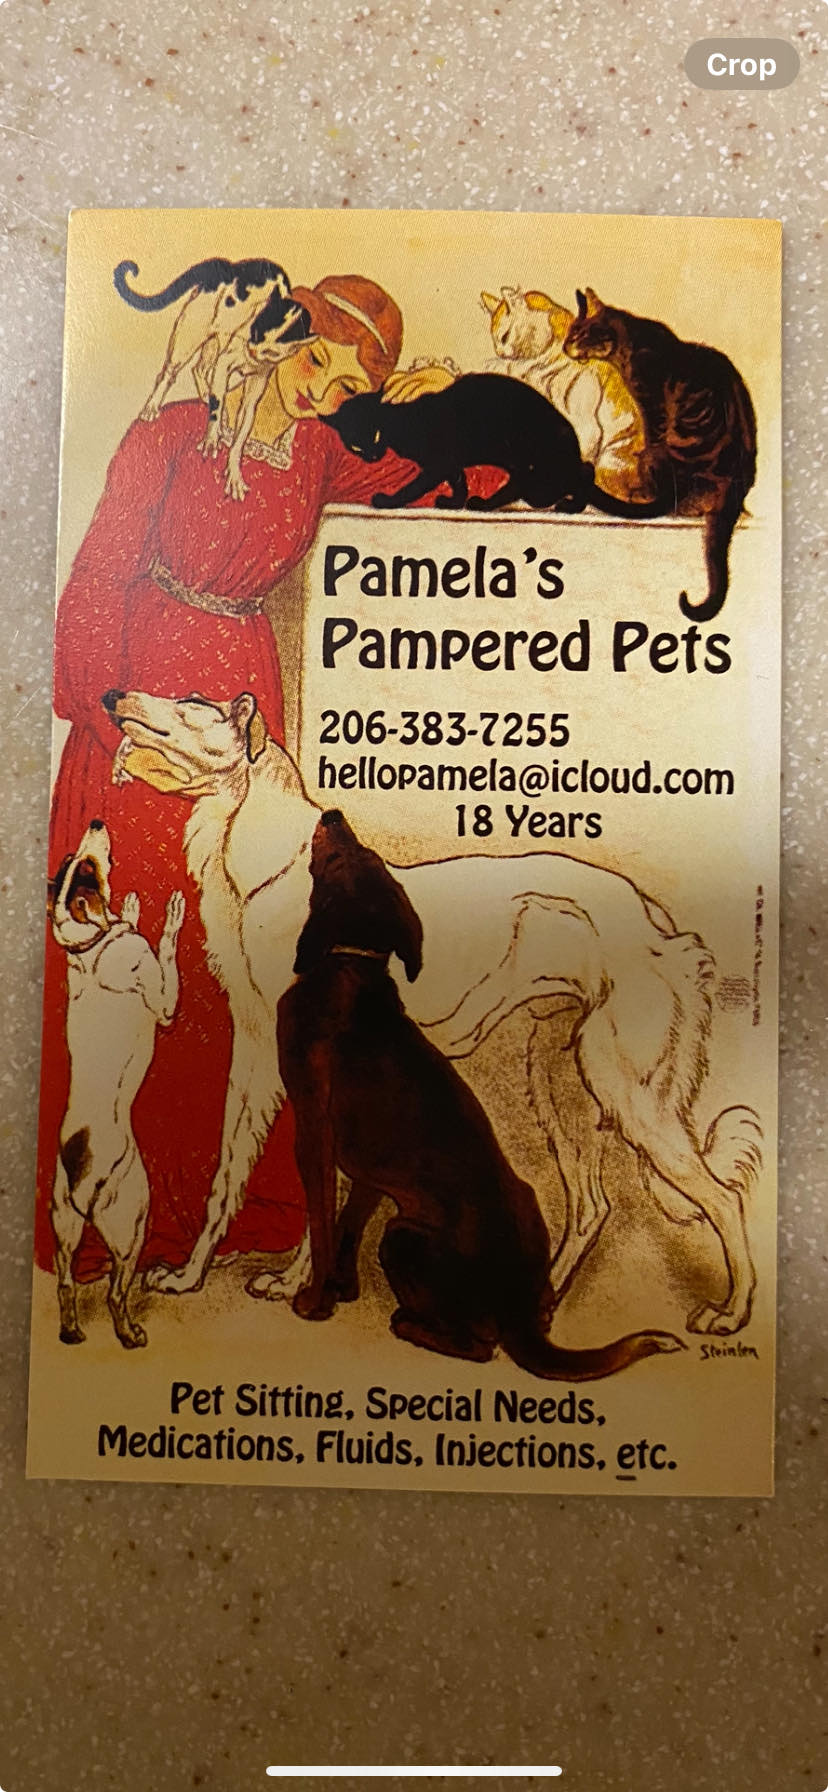 Crop
Pamela's
Pampered Pets
206-383-7255
hellopamela@icloud.com
18 Years
Steinlen
Pet Sitting, Special Needs,
Medications, Fluids, Injections, etc.